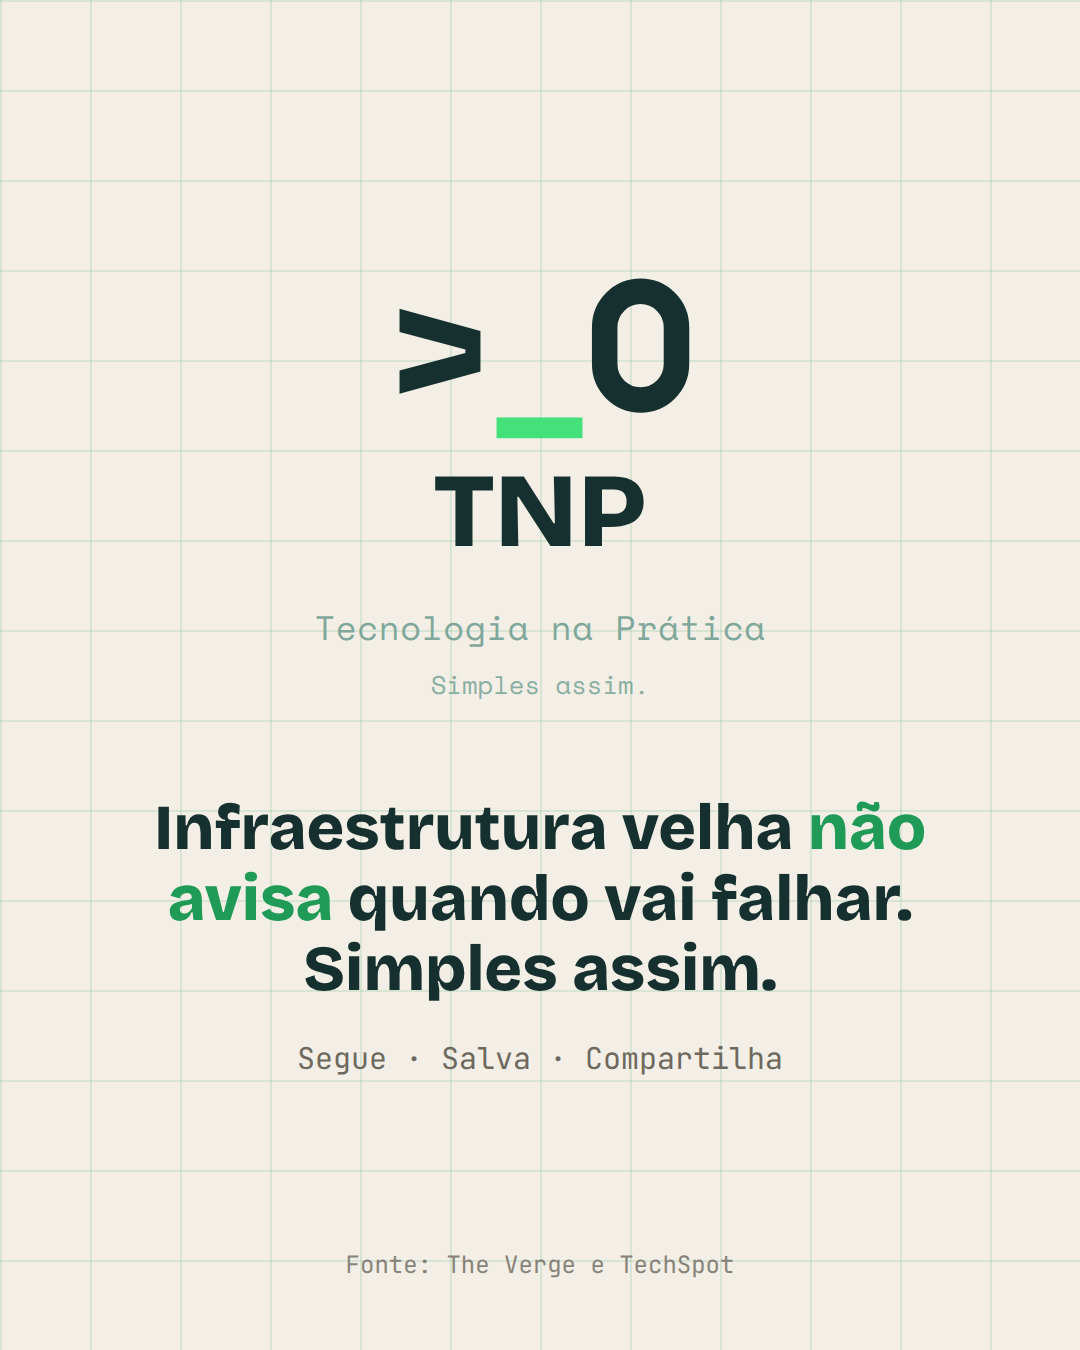 >_0
TNP
Tecnologia na Prática
Simples assim.
Infraestrutura velha não
avisa quando vai falhar.
Simples assim.
Segue · Salva · Compartilha
Fonte: The Verge e TechSpot